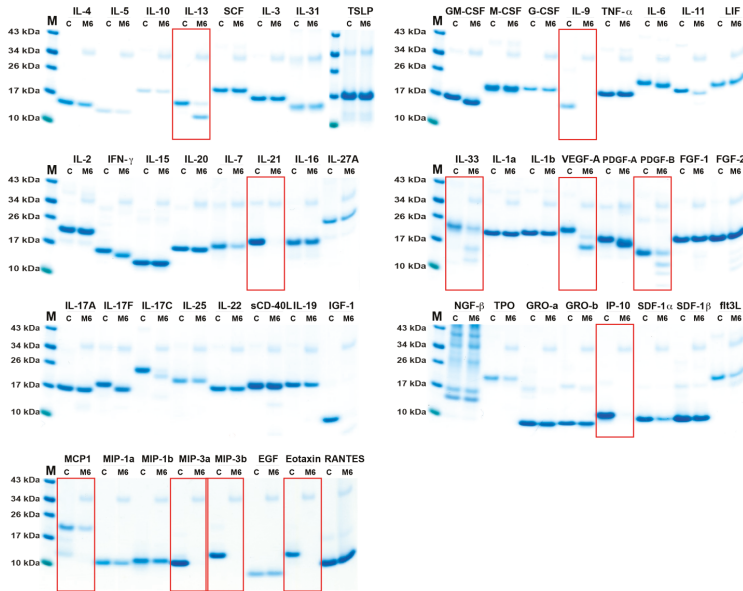 IL-4 IL-5 IL-10 IL-13 SCF IL-3 IL-31 TSLP
M C M6 C M6 C M6 C M6 C M6 C M6 C M6 M C M6
43 kDa
34 kDa
26 kDa
17 kDa
10 kDa
GM-CSF M-CSF G-CSF IL-9 TNF-α IL-6 IL-11 LIF
M C M6 C M6 C M6 C M6 C M6 C M6 C M6 C M6
43 kDa
34 kDa
26 kDa
17 kDa
10 kDa
IL-2 IFN-γ IL-15 IL-20 IL-7 IL-21 IL-16 IL-27A
M C M6 C M6 C M6 C M6 C M6 C M6 C M6 C M6
43 kDa
34 kDa
26 kDa
17 kDa
10 kDa
IL-33 IL-1a IL-1b VEGF-A PDGF-A PDGF-B FGF-1 FGF-2
M C M6 C M6 C M6 C M6 C M6 C M6 C M6 C M6
43 kDa
34 kDa
26 kDa
17 kDa
10 kDa
IL-17A IL-17F IL-17C IL-25 IL-22 sCD-40L IL-19 IGF-1
M C M6 C M6 C M6 C M6 C M6 C M6 C M6 C M6
43 kDa
34 kDa
26 kDa
17 kDa
10 kDa
NGF-β TPO GRO-a GRO-b IP-10 SDF-1α SDF-1β flt3L
M C M6 C M6 C M6 C M6 C M6 C M6 C M6 C M6
43 kDa
34 kDa
26 kDa
17 kDa
10 kDa
MCP1 MIP-1a MIP-1b MIP-3a MIP-3b EGF Eotaxin RANTES
M C M6 C M6 C M6 C M6 C M6 C M6 C M6 C M6
43 kDa
34 kDa
26 kDa
17 kDa
10 kDa